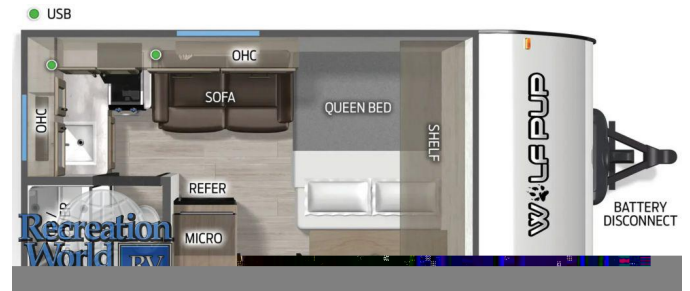 USB
OHC
SOFA
QUEEN BED
OHC
SHELF
WOLF PUP
BATTERY
DISCONNECT
REFER
MICRO
Recreation
World RV